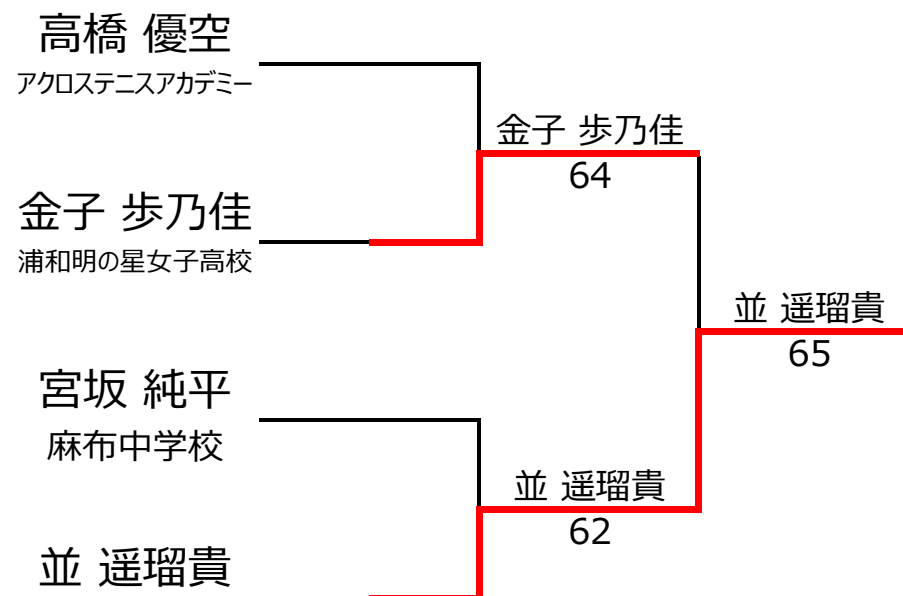 高橋 優空
アクロステニスアカデミー
金子 歩乃佳
64
金子 歩乃佳
浦和明の星女子高校
並 遥瑠貴
65
宮坂 純平
麻布中学校
並 遥瑠貴
62
並 遥瑠貴